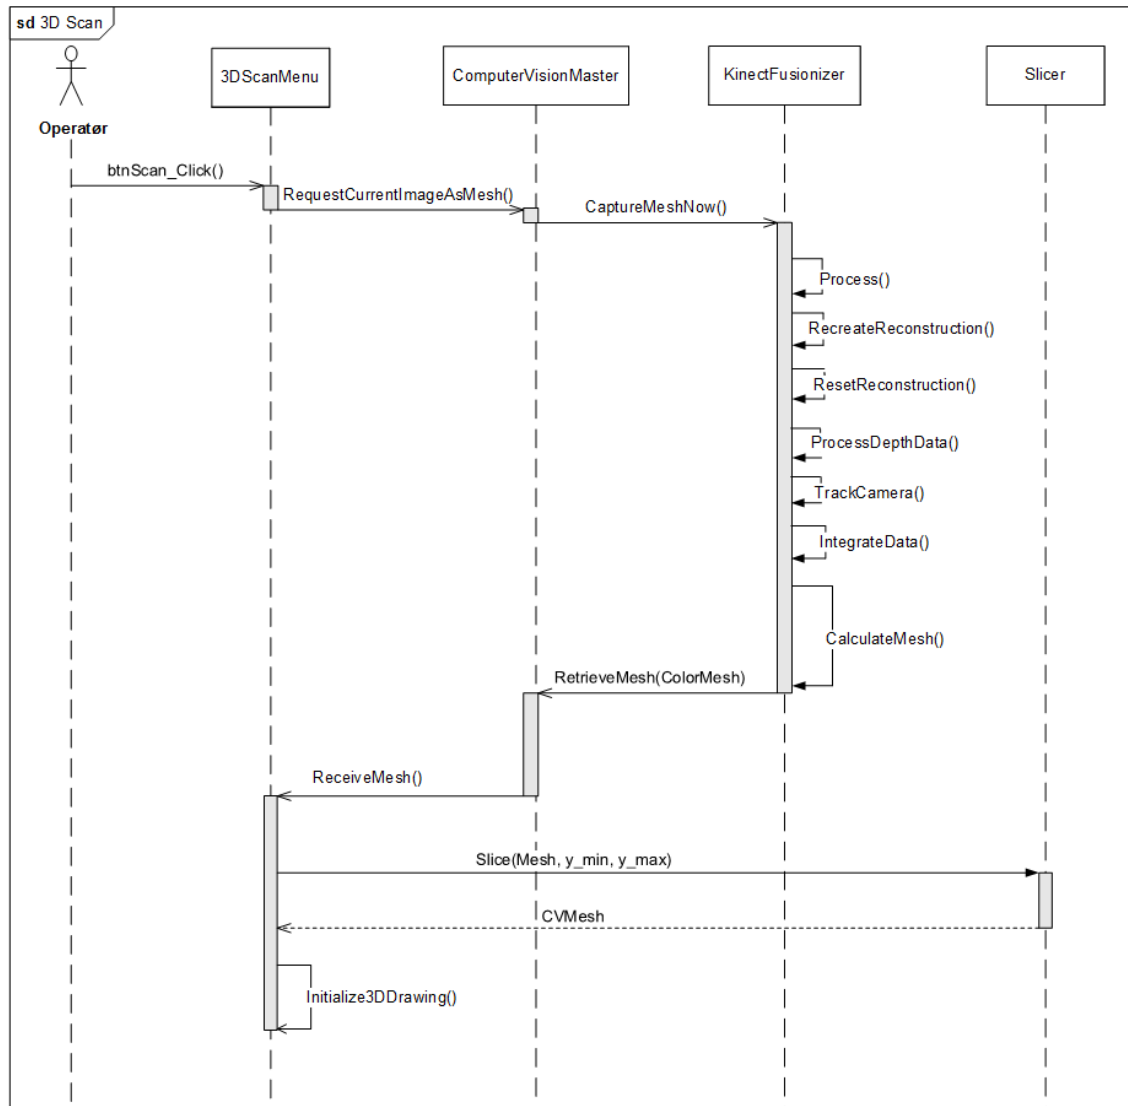 sd 3D Scan
Operatør
3DScanMenu
ComputerVisionMaster
KinectFusionizer
Slicer
btnScan_Click()
RequestCurrentImageAsMesh()
CaptureMeshNow()
Process()
RecreateReconstruction()
ResetReconstruction()
ProcessDepthData()
TrackCamera()
IntegrateData()
CalculateMesh()
RetrieveMesh(ColorMesh)
ReceiveMesh()
Slice(Mesh, y_min, y_max)
CVMesh
Initialize3DDrawing()